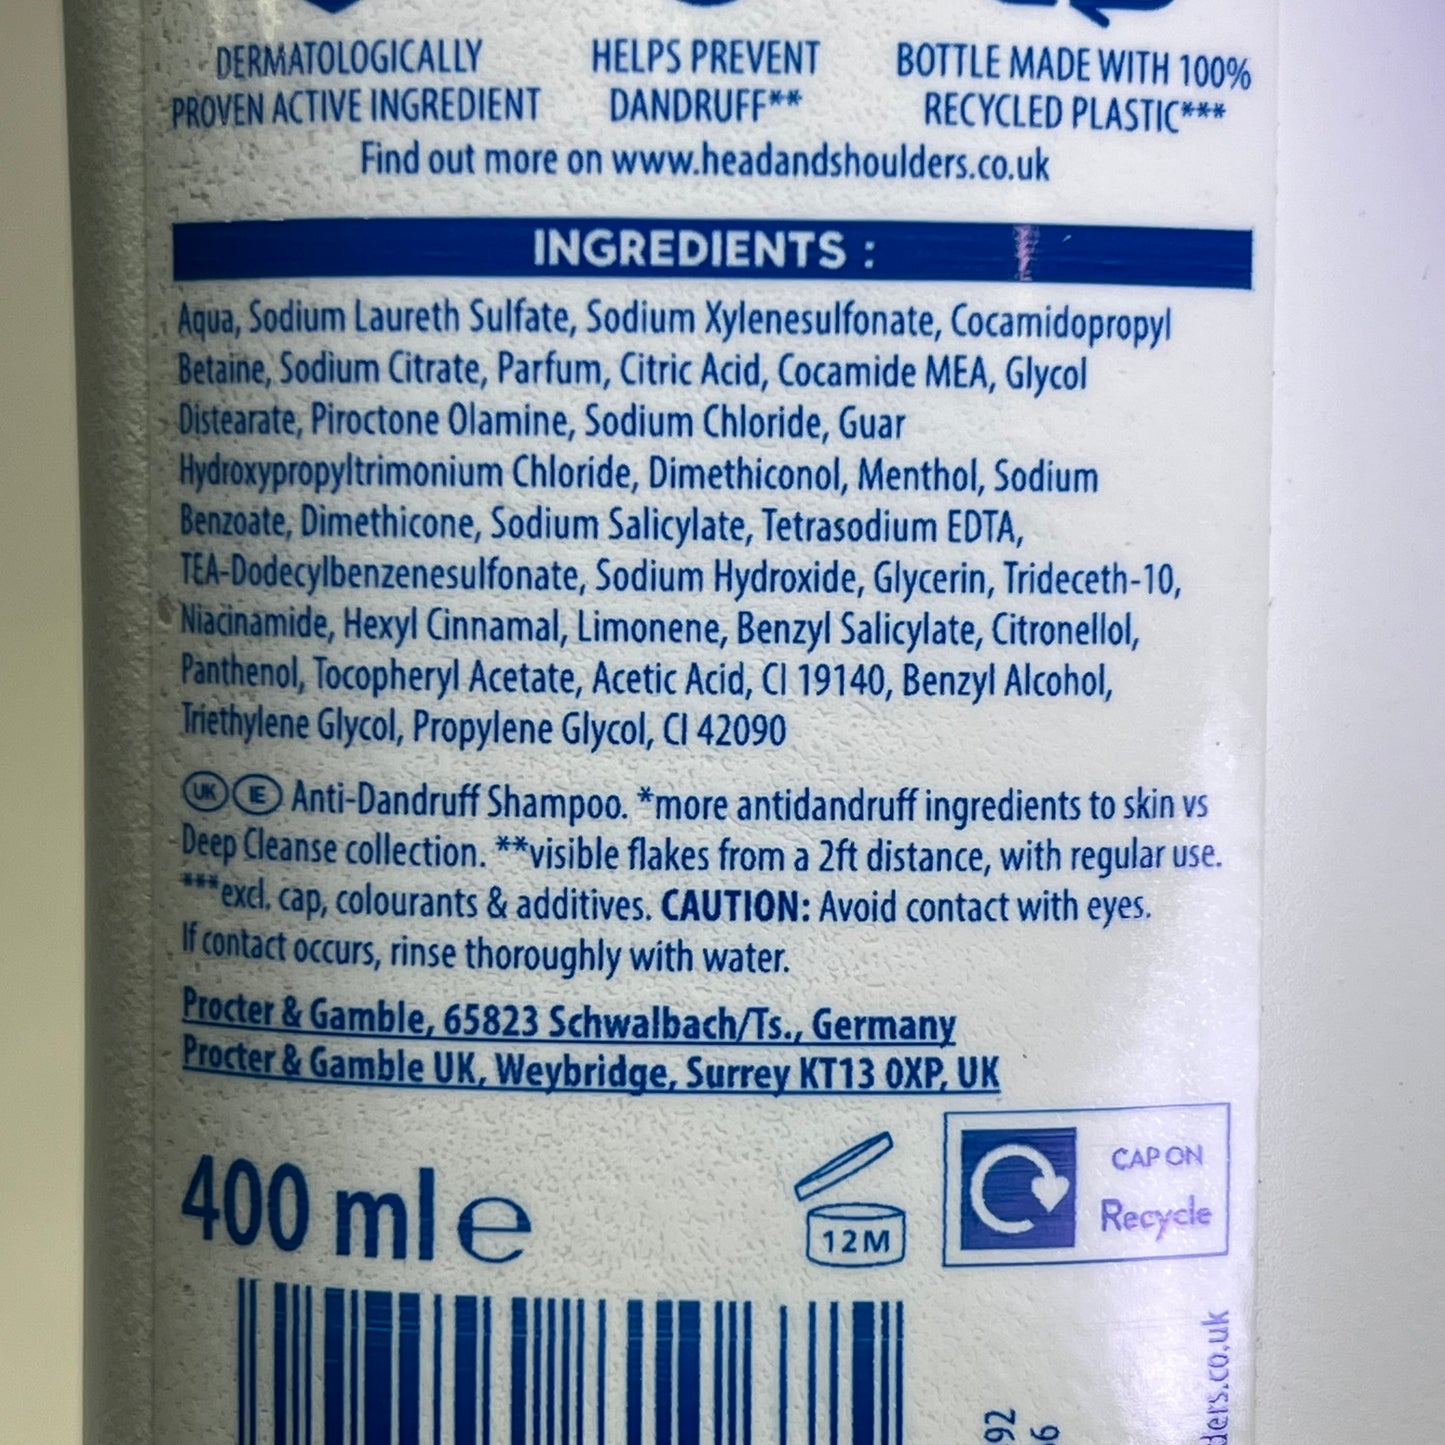 DERMATOLOGICALLY
PROVEN ACTIVE INGREDIENT
HELPS PREVENT
DANDRUFF**
BOTTLE MADE WITH 100%
RECYCLED PLASTIC***
Find out more on www.headandshoulders.co.uk
INGREDIENTS :
Aqua, Sodium Laureth Sulfate, Sodium Xylenesulfonate, Cocamidopropyl
Betaine, Sodium Citrate, Parfum, Citric Acid, Cocamide MEA, Glycol
Distearate, Piroctone Olamine, Sodium Chloride, Guar
Hydroxypropyltrimonium Chloride, Dimethiconol, Menthol, Sodium
Benzoate, Dimethicone, Sodium Salicylate, Tetrasodium EDTA,
TEA-Dodecylbenzenesulfonate, Sodium Hydroxide, Glycerin, Trideceth-10,
Niacinamide, Hexyl Cinnamal, Limonene, Benzyl Salicylate, Citronellol,
Panthenol, Tocopheryl Acetate, Acetic Acid, CI 19140, Benzyl Alcohol,
Triethylene Glycol, Propylene Glycol, CI 42090
UK IE Anti-Dandruff Shampoo. *more antidandruff ingredients to skin vs
Deep Cleanse collection. **visible flakes from a 2ft distance, with regular use.
***excl. cap, colourants & additives. CAUTION: Avoid contact with eyes.
If contact occurs, rinse thoroughly with water.
Procter & Gamble, 65823 Schwalbach/Ts., Germany
Procter & Gamble UK, Weybridge, Surrey KT13 0XP, UK
400 ml e
12M
CAP ON
Recycle
ders.co.uk
92
6